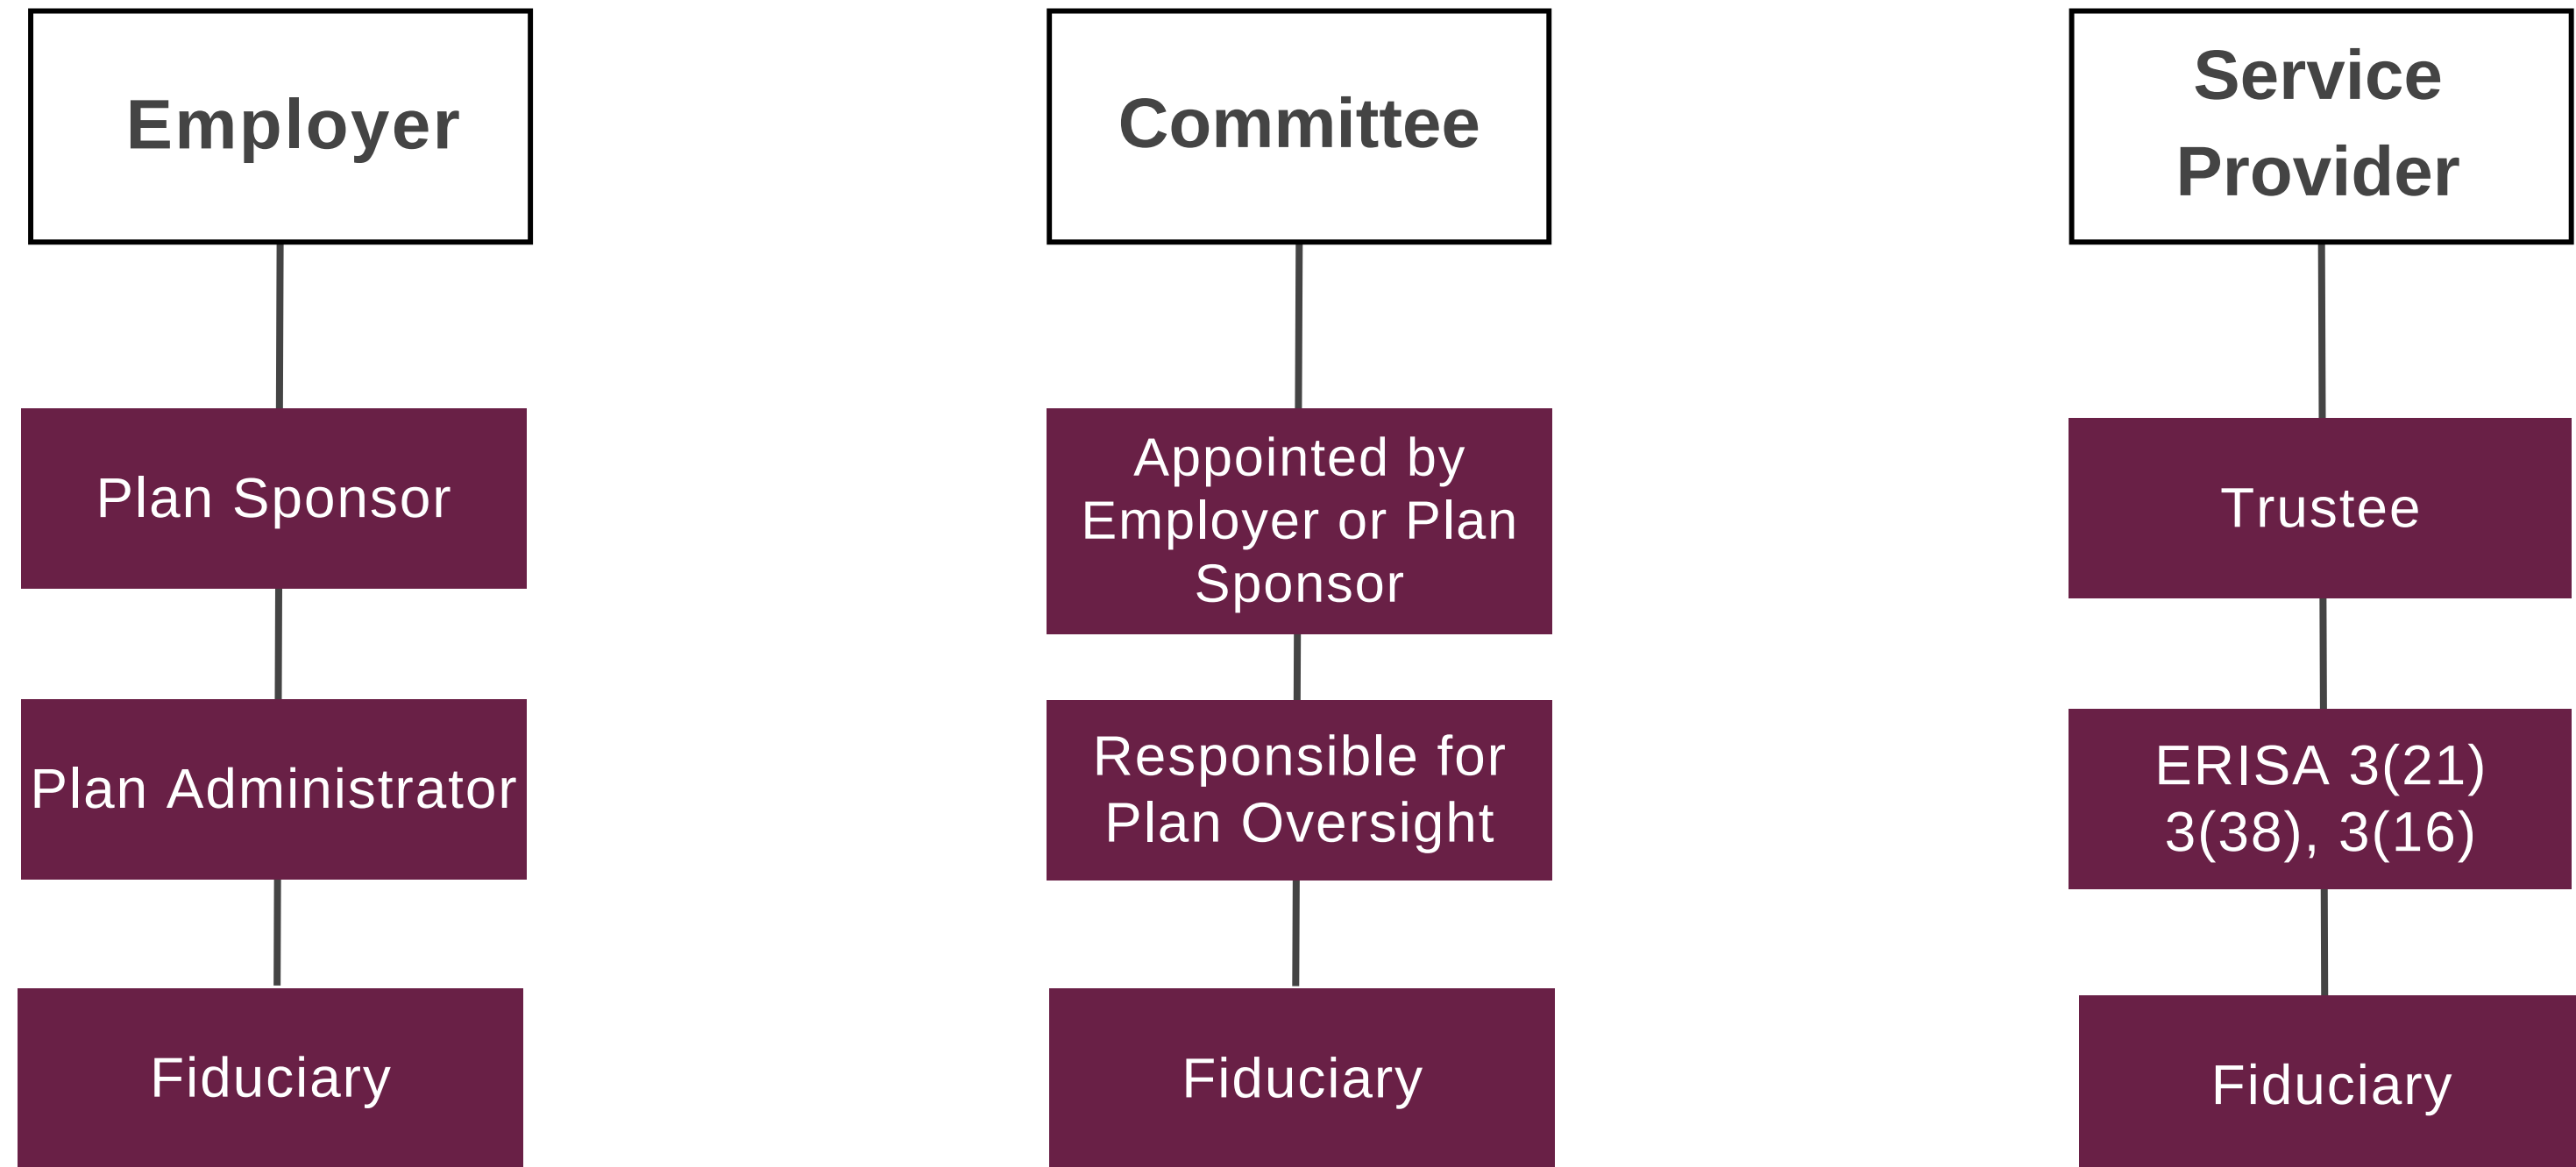 Employer
Plan Sponsor
Plan Administrator
Fiduciary
Committee
Appointed by
Employer or Plan
Sponsor
Responsible for
Plan Oversight
Fiduciary
Service
Provider
Trustee
ERISA 3(21)
3(38), 3(16)
Fiduciary